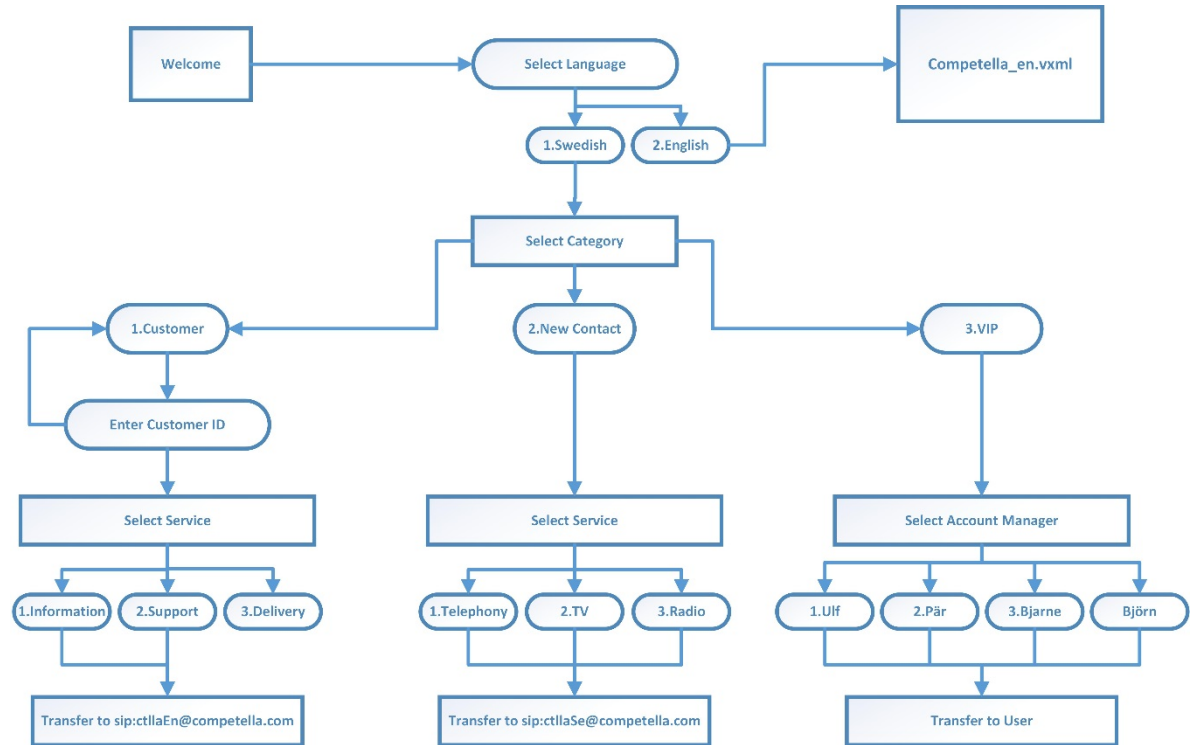 Welcome
Select Language
Competella_en.vxml
1.Swedish
2.English
Select Category
1.Customer
2.New Contact
3.VIP
Enter Customer ID
Select Service
Select Service
Select Account Manager
1.Information
2.Support
3.Delivery
1.Telephony
2.TV
3.Radio
1.Ulf
2.Pär
3.Bjarne
Björn
Transfer to sip:ctllaEn@competella.com
Transfer to sip:ctllaSe@competella.com
Transfer to User